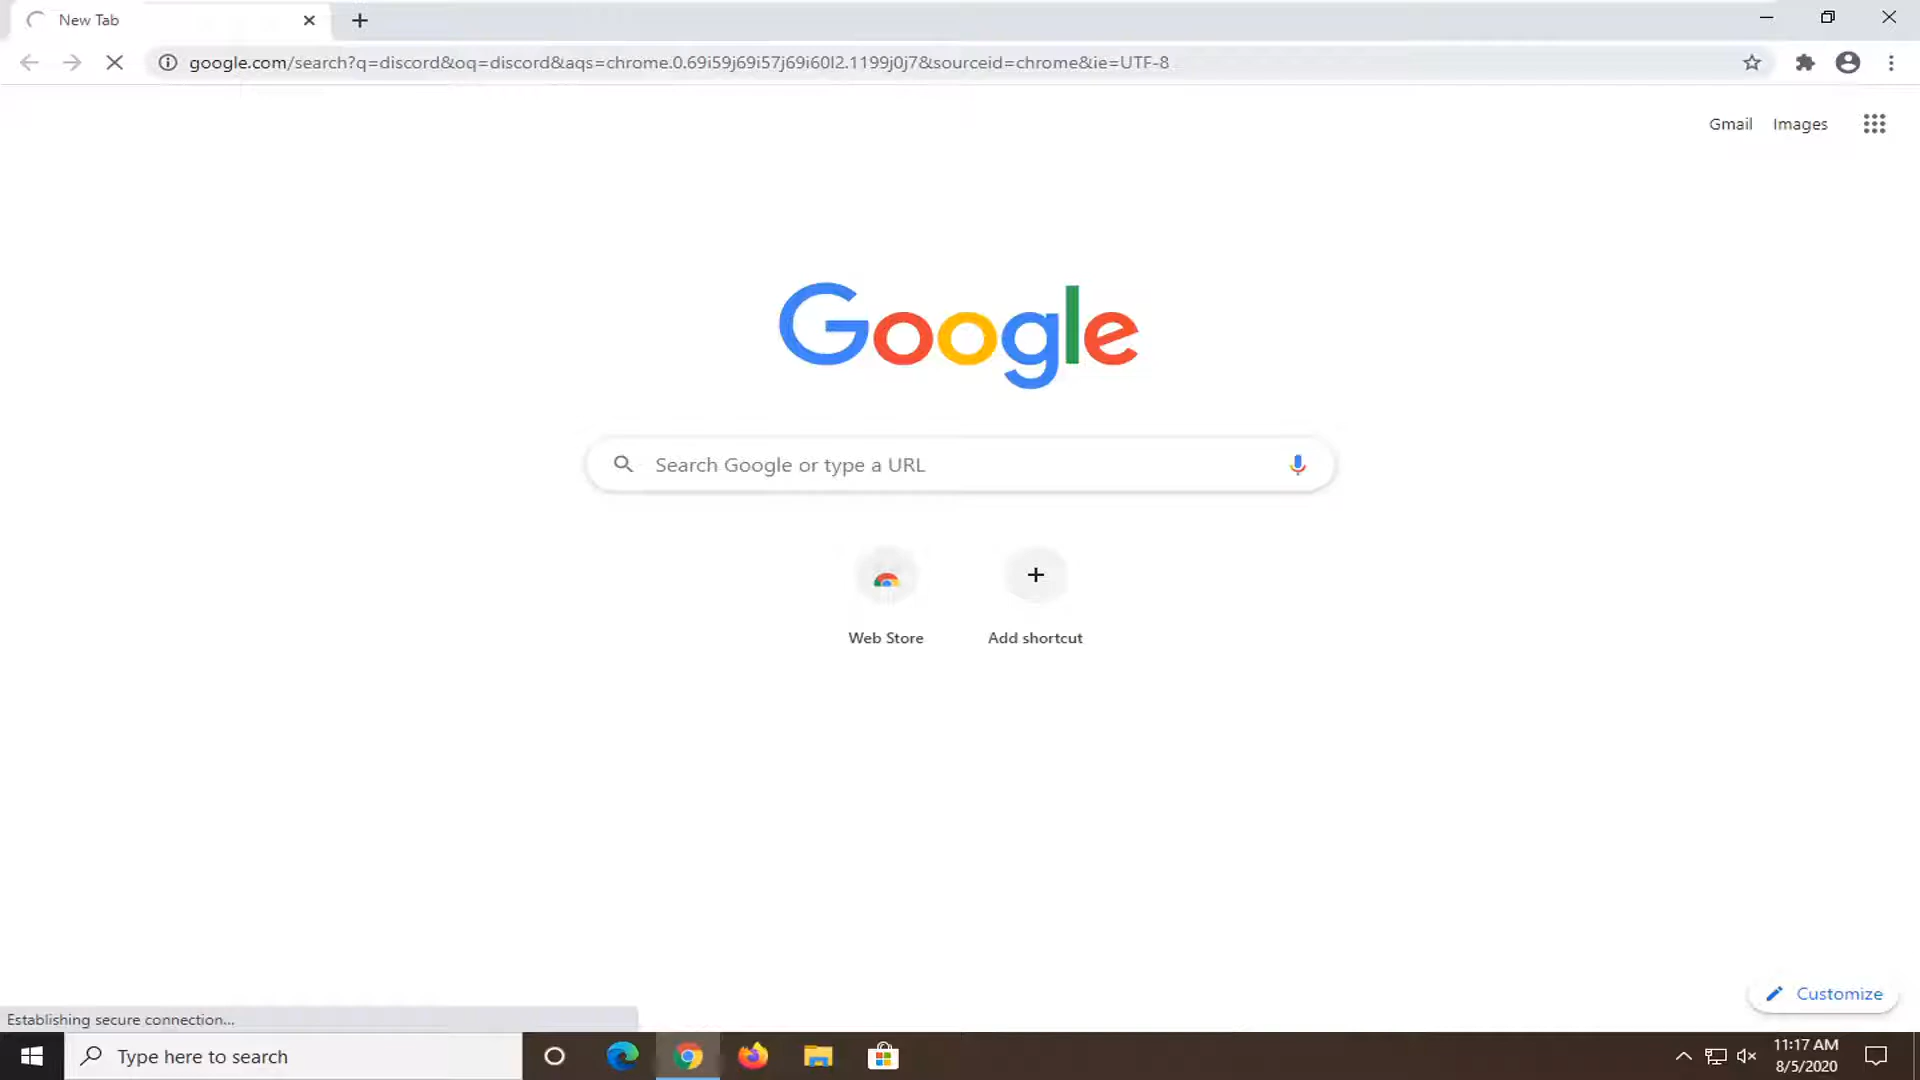 New Tab
google.com/search?q=discord&oq=discord&aqs=chrome.0.69i59j69i57j69i60l2.1199j0j7&sourceid=chrome&ie=UTF-8
Gmail Images
Google
Search Google or type a URL
Web Store Add shortcut
Customize
Establishing secure connection...
Type here to search
11:17 AM
8/5/2020